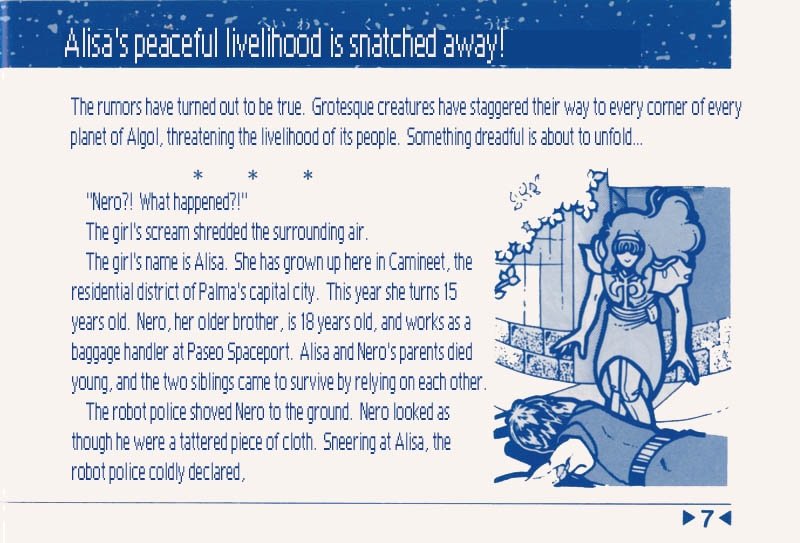 へいわ く うば
Alisa's peaceful livelihood is snatched away!
The rumors have turned out to be true. Grotesque creatures have staggered their way to every corner of every
planet of Algol, threatening the livelihood of its people. Something dreadful is about to unfold...
* * *
"Nero?! What happened?!"
The girl's scream shredded the surrounding air.
The girl's name is Alisa. She has grown up here in Camineet, the
residential district of Palma's capital city. This year she turns 15
years old. Nero, her older brother, is 18 years old, and works as a
baggage handler at Paseo Spaceport. Alisa and Nero's parents died
young, and the two siblings came to survive by relying on each other.
The robot police shoved Nero to the ground. Nero looked as
though he were a tattered piece of cloth. Sneering at Alisa, the
robot police coldly declared,
▶7◀